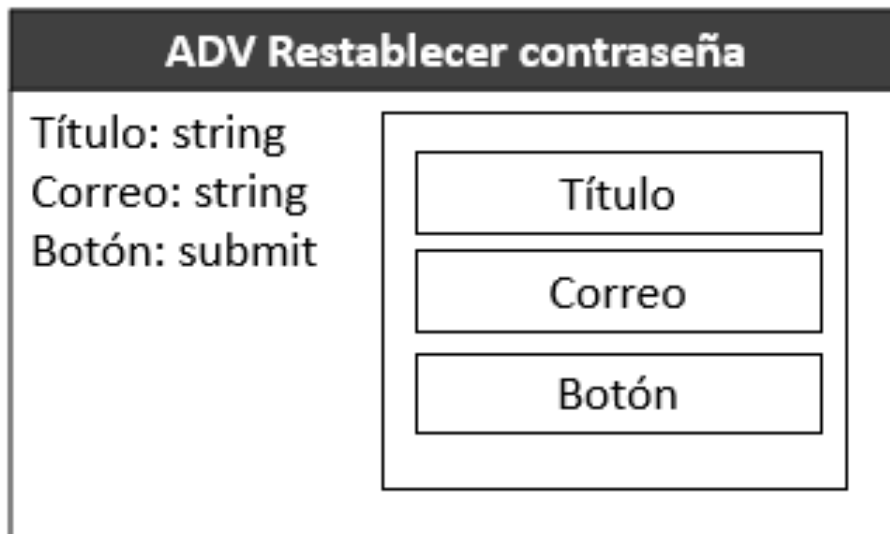 ADV Restablecer contraseña
Título: string
Correo: string
Botón: submit
Título
Correo
Botón